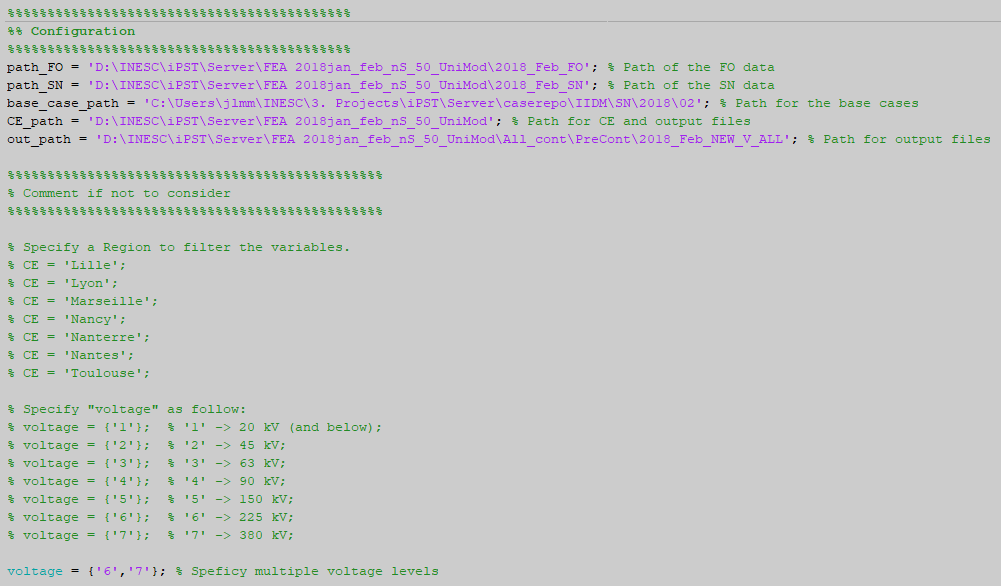 %%%%%%%%%%%%%%%%%%%%%%%%%%%%%%%%%%%%%%%%%%%
%% Configuration
%%%%%%%%%%%%%%%%%%%%%%%%%%%%%%%%%%%%%%%%%%%
path_FO = 'D:\INESC\iPST\Server\FEA 2018jan_feb_nS_50_UniMod\2018_Feb_FO'; % Path of the FO data
path_SN = 'D:\INESC\iPST\Server\FEA 2018jan_feb_nS_50_UniMod\2018_Feb_SN'; % Path of the SN data
base_case_path = 'C:\Users\jlmm\INESC\3. Projects\iPST\Server\caserepo\IIDM\SN\2018\02'; % Path for the base cases
CE_path = 'D:\INESC\iPST\Server\FEA 2018jan_feb_nS_50_UniMod'; % Path for CE and output files
out_path = 'D:\INESC\iPST\Server\FEA 2018jan_feb_nS_50_UniMod\All_cont\PreCont\2018_Feb_NEW_V_ALL'; % Path for output files
%%%%%%%%%%%%%%%%%%%%%%%%%%%%%%%%%%%%%%%%%%%%%%%
% Comment if not to consider
%%%%%%%%%%%%%%%%%%%%%%%%%%%%%%%%%%%%%%%%%%%%%%%
% Specify a Region to filter the variables.
% CE = 'Lille';
% CE = 'Lyon';
% CE = 'Marseille';
% CE = 'Nancy';
% CE = 'Nanterre';
% CE = 'Nantes';
% CE = 'Toulouse';
% Specify "voltage" as follow:
% voltage = {'1'};  % '1' -> 20 kV (and below);
% voltage = {'2'};  % '2' -> 45 kV;
% voltage = {'3'};  % '3' -> 63 kV;
% voltage = {'4'};  % '4' -> 90 kV;
% voltage = {'5'};  % '5' -> 150 kV;
% voltage = {'6'};  % '6' -> 225 kV;
% voltage = {'7'};  % '7' -> 380 kV;
voltage = {'6','7'}; % Speficy multiple voltage levels